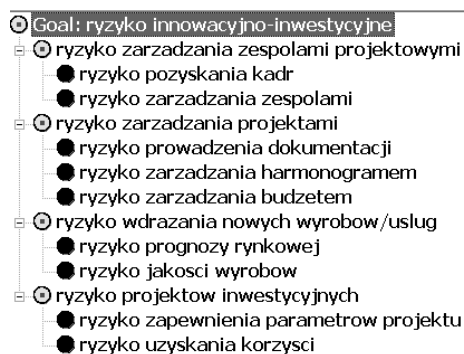 Goal: ryzyko innowacyjno-inwestycyjne
ryzyko zarzadzania zespolami projektowymi
ryzyko pozyskania kadr
ryzyko zarzadzania zespolami
ryzyko zarzadzania projektami
ryzyko prowadzenia dokumentacji
ryzyko zarzadzania harmonogramem
ryzyko zarzadzania budzetem
ryzyko wdrazania nowych wyrobow/uslug
ryzyko prognozy rynkowej
ryzyko jakosci wyrobow
ryzyko projektow inwestycyjnych
ryzyko zapewnienia parametrow projektu
ryzyko uzyskania korzysci